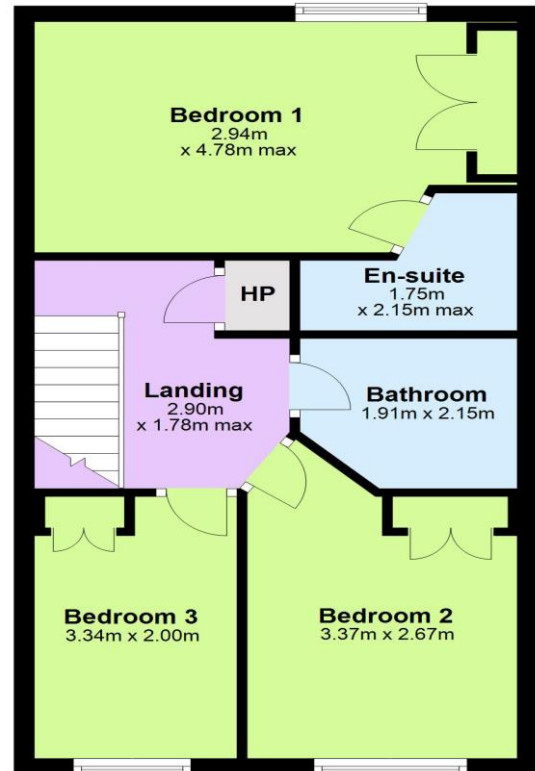 Bedroom 1
2.94m
x 4.78m max
HP
En-suite
1.75m
x 2.15m max
Landing
2.90m
x 1.78m max
Bathroom
1.91m x 2.15m
Bedroom 3
3.34m x 2.00m
Bedroom 2
3.37m x 2.67m